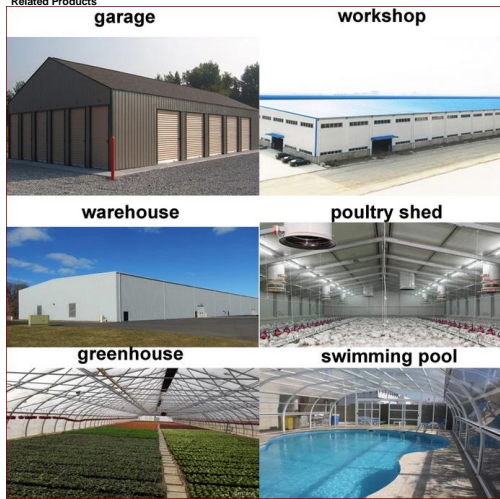 Related Products
garage
workshop
warehouse
poultry shed
greenhouse
swimming pool